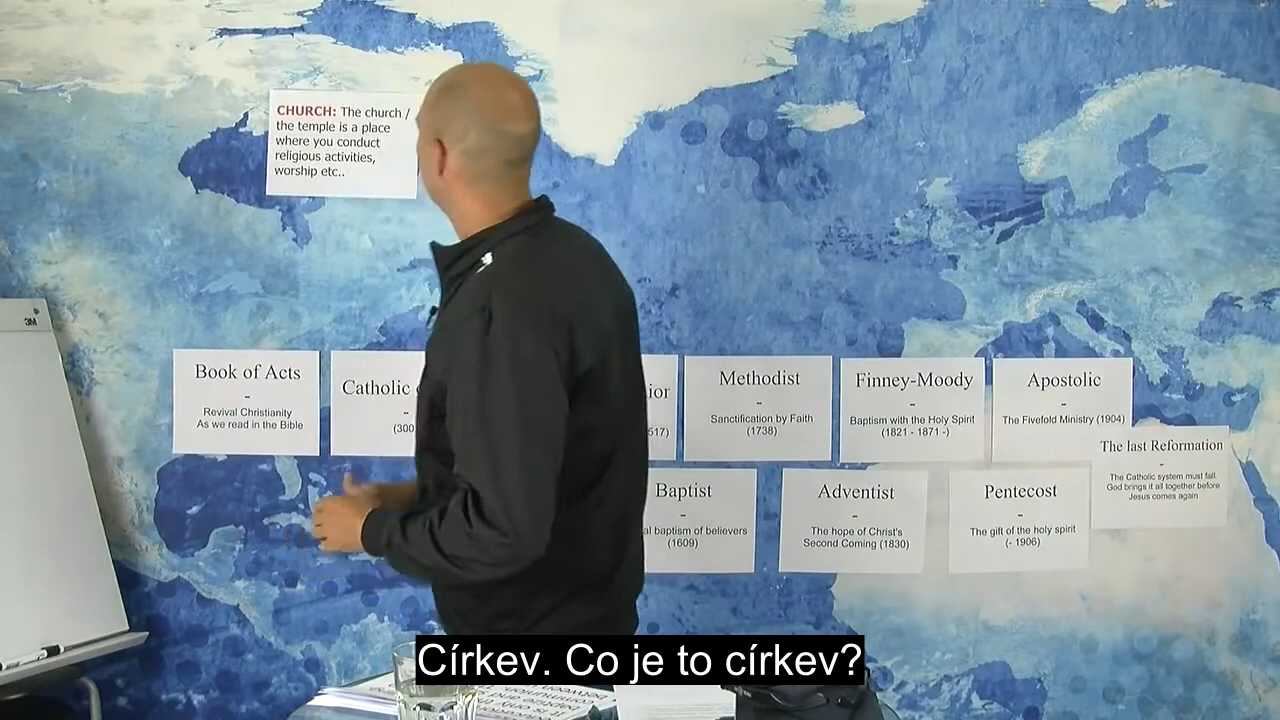 CHURCH: The church /
the temple is a place
where you conduct
religious activities,
worship etc..
3M
Book of Acts
-
Revival Christianity
As we read in the Bible
Catholic
-
(300
ior
517)
Methodist
-
Sanctification by Faith
(1738)
Finney-Moody
-
Baptism with the Holy Spirit
(1821 - 1871 -)
Apostolic
-
The Fivefold Ministry (1904)
The last Reformation
-
The Catholic system must fall
God brings it all together before
Jesus comes again
Baptist
-
al baptism of believers
(1609)
Adventist
-
The hope of Christ's
Second Coming (1830)
Pentecost
-
The gift of the holy spirit
(- 1906)
Církev. Co je to církev?